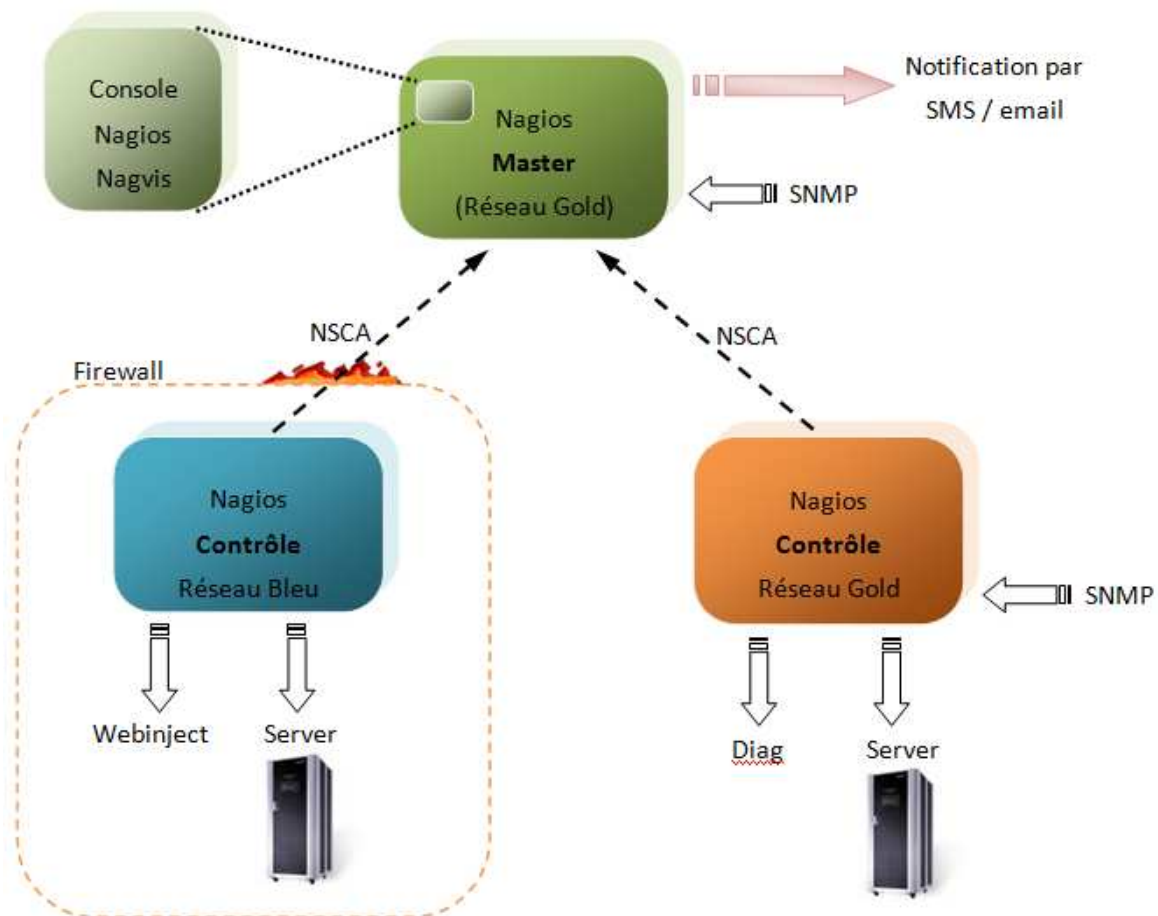 Console
Nagios
Nagvis
Nagios
Master
(Réseau Gold)
Notification par
SMS / email
SNMP
NSCA
NSCA
Firewall
Nagios
Contrôle
Réseau Bleu
Nagios
Contrôle
Réseau Gold
SNMP
Webinject
Server
Diag
Server